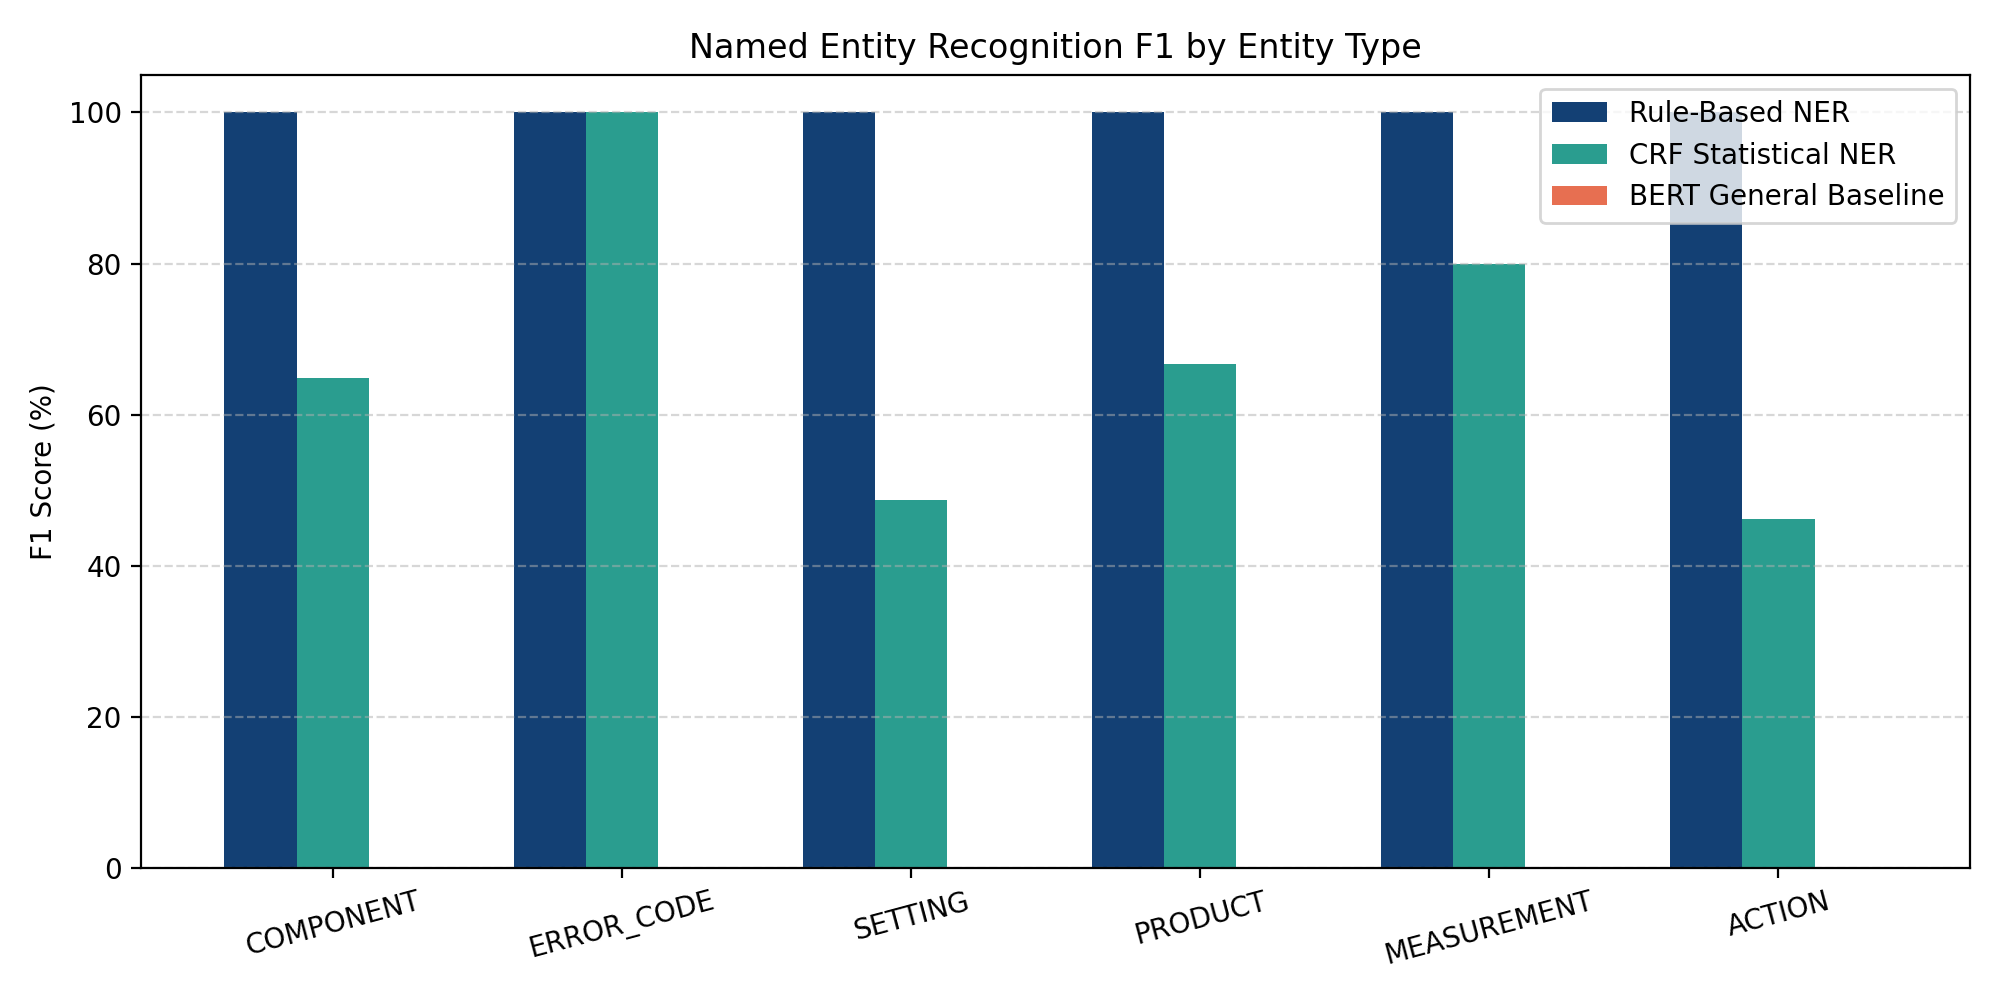 Named Entity Recognition F1 by Entity Type
Rule-Based NER
CRF Statistical NER
BERT General Baseline
F1 Score (%)
100
80
60
40
20
0
COMPONENT
ERROR_CODE
SETTING
PRODUCT
MEASUREMENT
ACTION